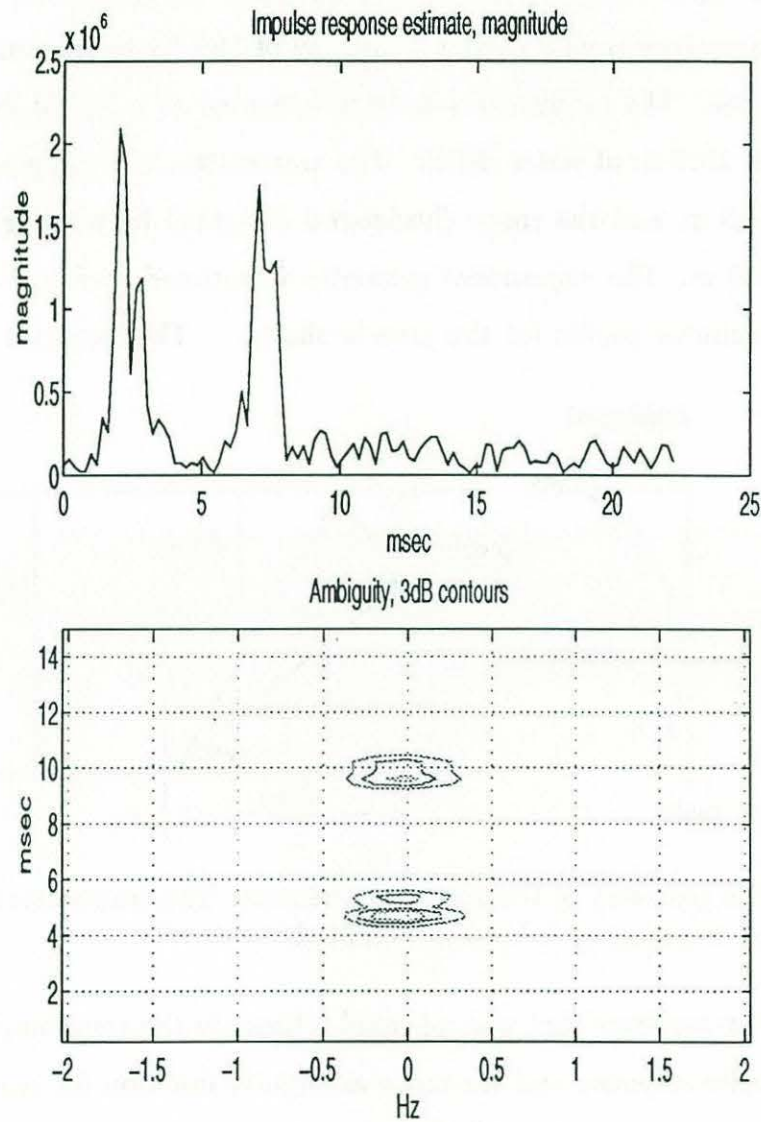 Impulse response estimate, magnitude
x10^6
2.5
2
1.5
1
0.5
0
magnitude
0 5 10 15 20 25
msec
Ambiguity, 3dB contours
14
12
10
8
6
4
2
msec
-2 -1.5 -1 -0.5 0 0.5 1 1.5 2
Hz